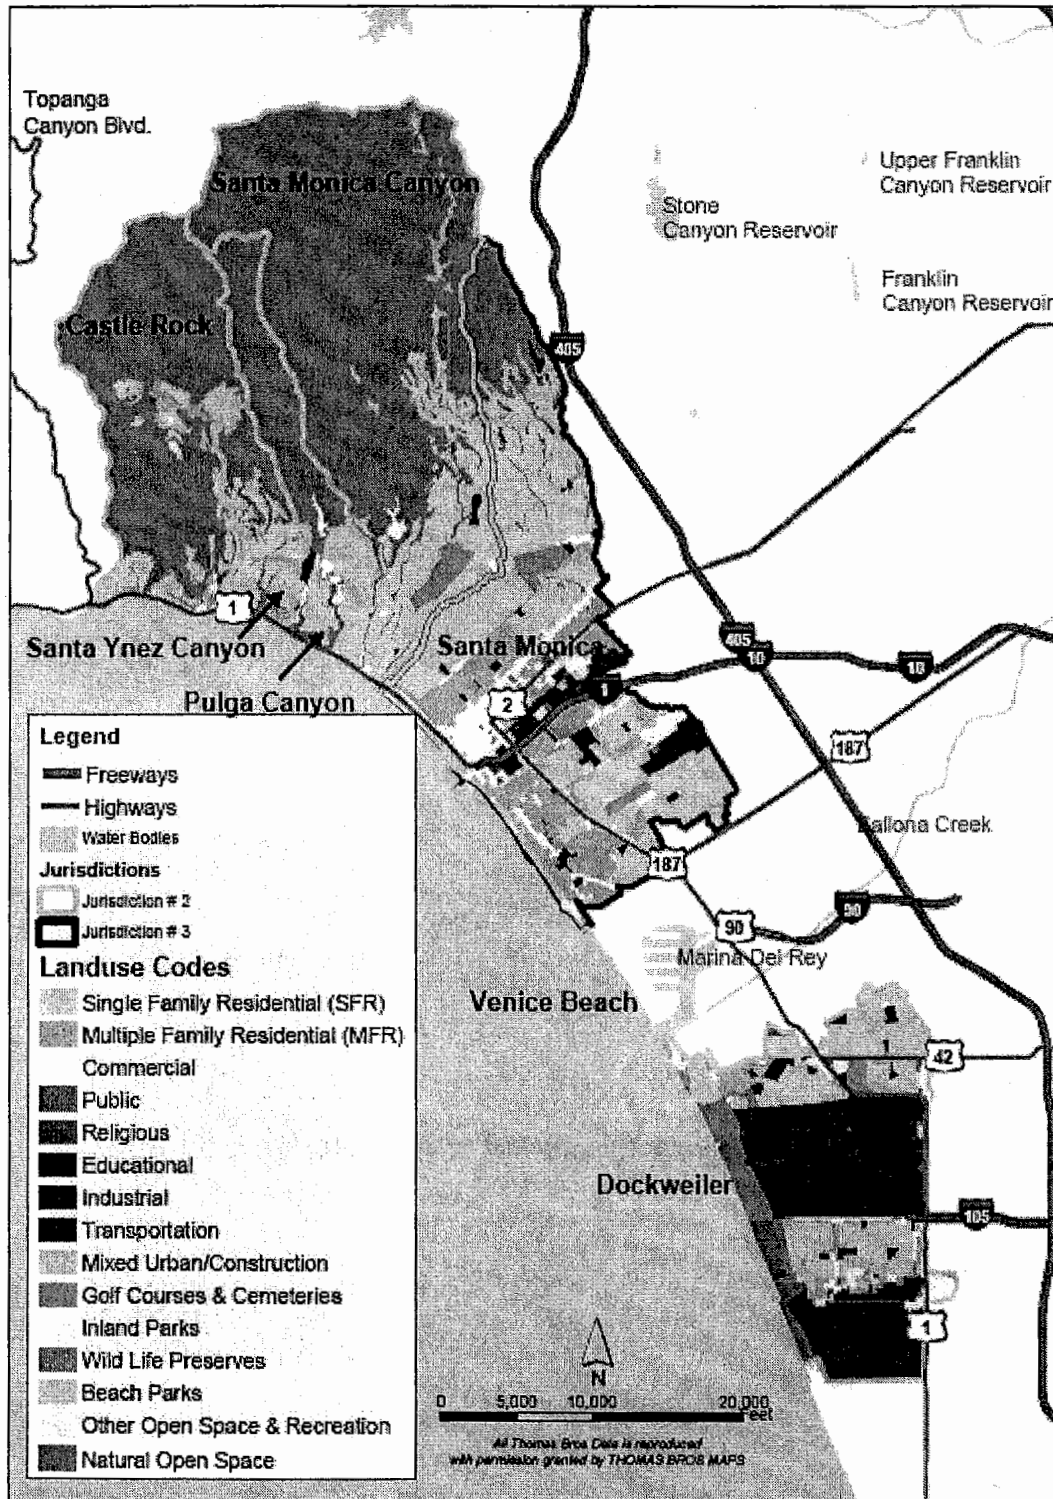 Topanga
Canyon Blvd.
Santa Monica Canyon
Upper Franklin
Canyon Reservoir
Stone
Canyon Reservoir
Franklin
Canyon Reservoir
Castle Rock
405
1
Santa Ynez Canyon
Santa Monica
405
10
10
1
Pulga Canyon
2
187
Ballona Creek
187
90
90
Marina Del Rey
Venice Beach
42
Dockweiler
105
1
Legend
Freeways
Highways
Water Bodies
Jurisdictions
Jurisdiction # 2
Jurisdiction # 3
Landuse Codes
Single Family Residential (SFR)
Multiple Family Residential (MFR)
Commercial
Public
Religious
Educational
Industrial
Transportation
Mixed Urban/Construction
Golf Courses & Cemeteries
Inland Parks
Wild Life Preserves
Beach Parks
Other Open Space & Recreation
Natural Open Space
N
0 5,000 10,000 20,000
Feet
All Thomas Bros Data is reproduced
with permission granted by THOMAS BROS MAPS